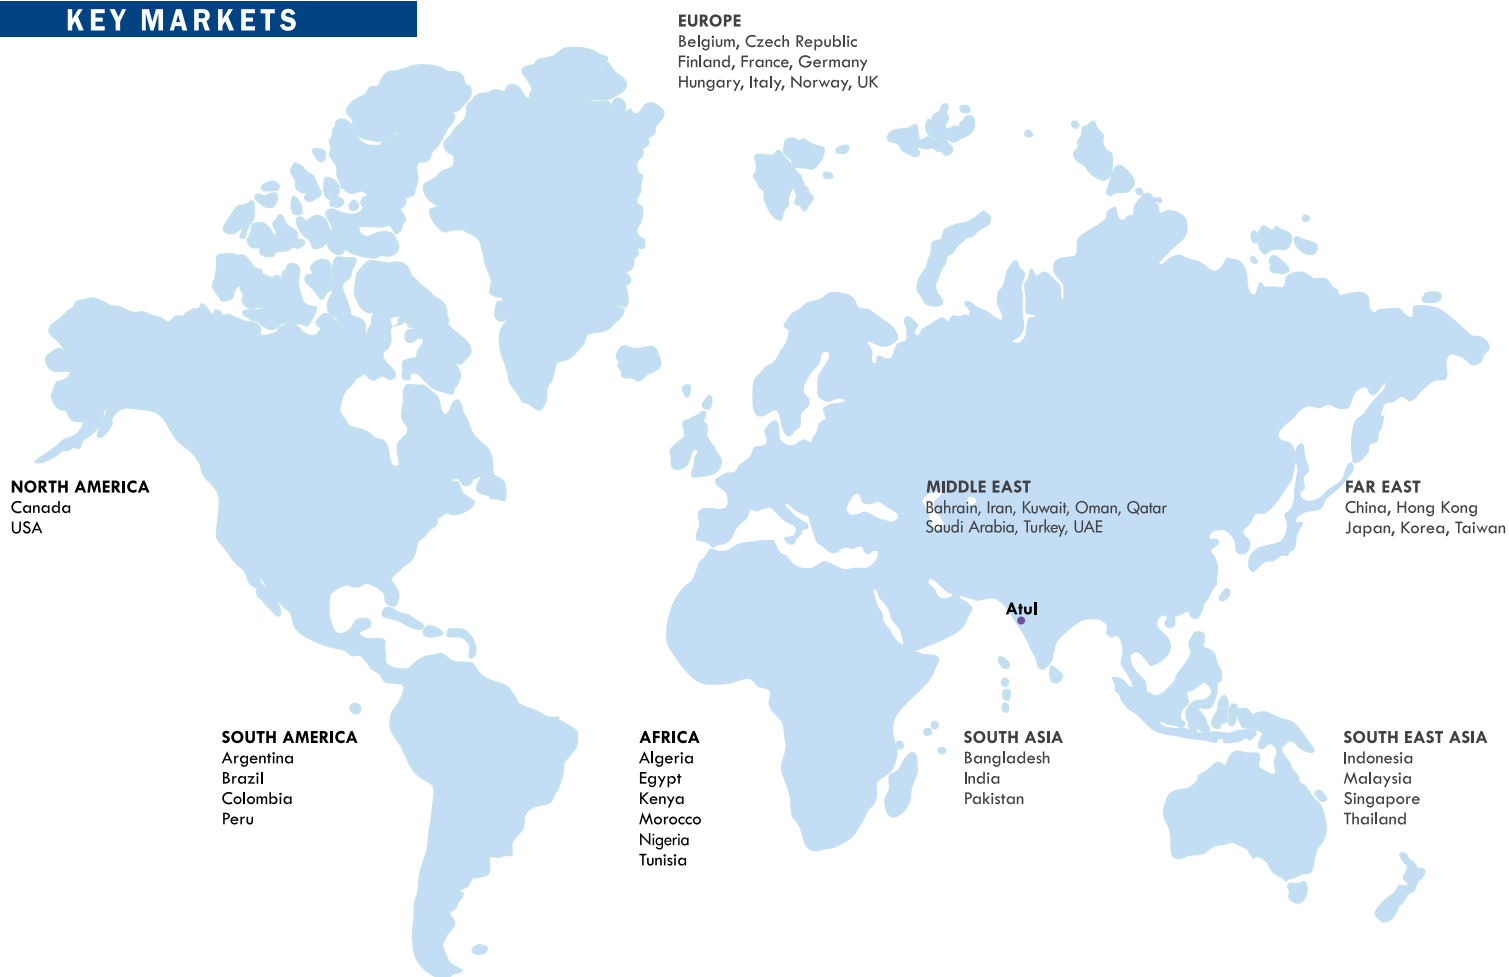 KEY MARKETS
EUROPE
Belgium, Czech Republic
Finland, France, Germany
Hungary, Italy, Norway, UK
NORTH AMERICA
Canada
USA
MIDDLE EAST
Bahrain, Iran, Kuwait, Oman, Qatar
Saudi Arabia, Turkey, UAE
FAR EAST
China, Hong Kong
Japan, Korea, Taiwan
Atul
SOUTH AMERICA
Argentina
Brazil
Colombia
Peru
AFRICA
Algeria
Egypt
Kenya
Morocco
Nigeria
Tunisia
SOUTH ASIA
Bangladesh
India
Pakistan
SOUTH EAST ASIA
Indonesia
Malaysia
Singapore
Thailand